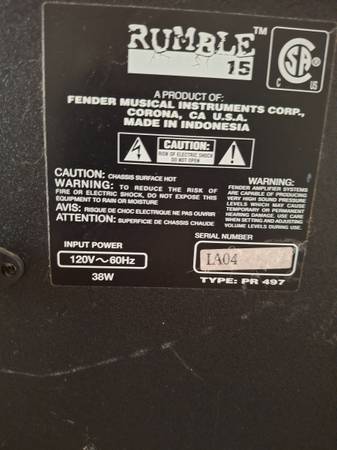 RUMBLE™
15
C US
A PRODUCT OF:
FENDER MUSICAL INSTRUMENTS CORP.,
CORONA, CA U.S.A.
MADE IN INDONESIA
CAUTION:
RISK OF ELECTRIC SHOCK
DO NOT OPEN
CAUTION: CHASSIS SURFACE HOT
WARNING: TO REDUCE THE RISK OF
FIRE OR ELECTRIC SHOCK, DO NOT EXPOSE THIS
EQUIPMENT TO RAIN OR MOISTURE
AVIS: RISQUE DE CHOC ELECTRIQUE NE PAS OUVRIR
ATTENTION: SUPERFICIE DE CHASSIS CHAUDE
WARNING:
FENDER AMPLIFIER SYSTEMS
ARE CAPABLE OF PRODUCING
VERY HIGH SOUND PRESSURE
LEVELS WHICH MAY CAUSE
TEMPORARY OR PERMANENT
HEARING DAMAGE. USE CARE
WHEN SETTING AND ADJUSTING
VOLUME LEVELS DURING USE.
INPUT POWER
120V~60Hz
38W
SERIAL NUMBER
LA04
TYPE: PR 497